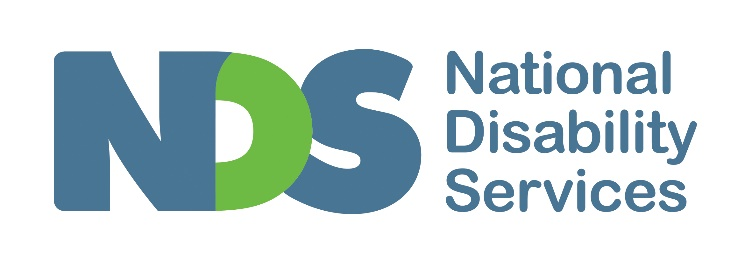 NDS
National
Disability
Services